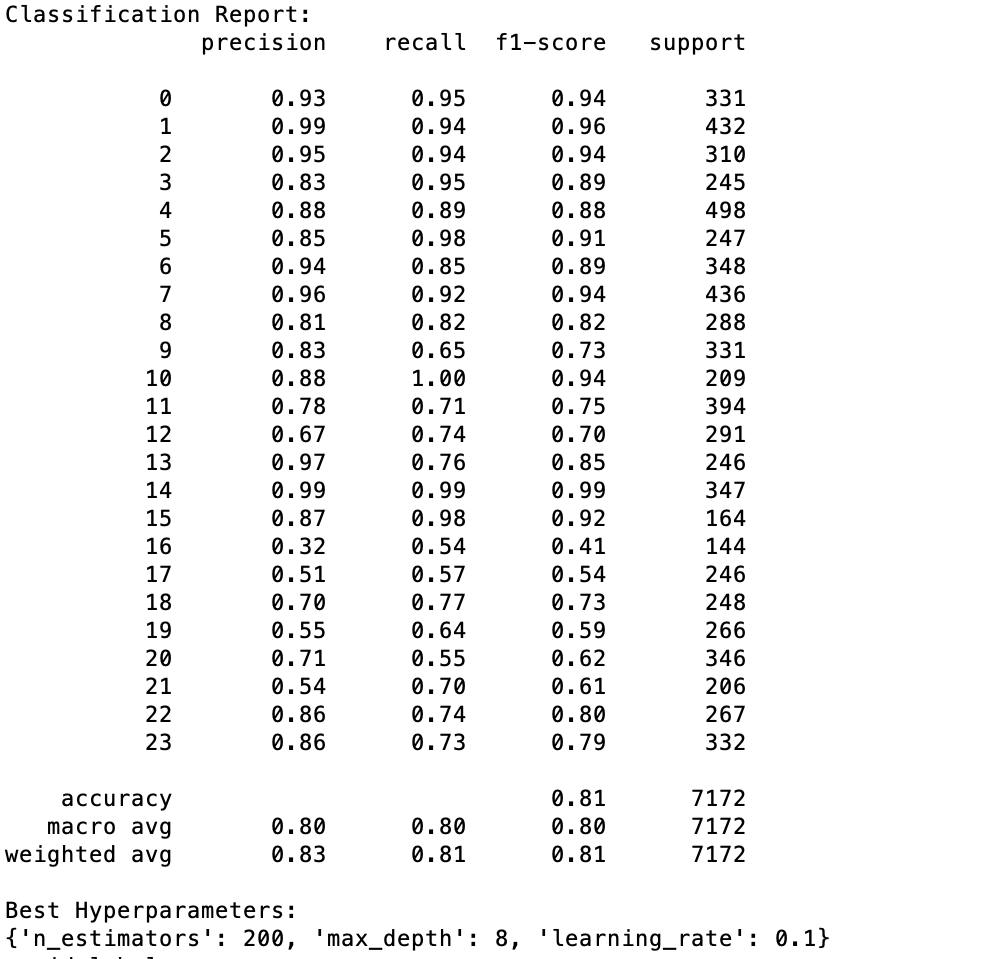 Classification Report:
precision recall f1-score support
0 0.93 0.95 0.94 331
1 0.99 0.94 0.96 432
2 0.95 0.94 0.94 310
3 0.83 0.95 0.89 245
4 0.88 0.89 0.88 498
5 0.85 0.98 0.91 247
6 0.94 0.85 0.89 348
7 0.96 0.92 0.94 436
8 0.81 0.82 0.82 288
9 0.83 0.65 0.73 331
10 0.88 1.00 0.94 209
11 0.78 0.71 0.75 394
12 0.67 0.74 0.70 291
13 0.97 0.76 0.85 246
14 0.99 0.99 0.99 347
15 0.87 0.98 0.92 164
16 0.32 0.54 0.41 144
17 0.51 0.57 0.54 246
18 0.70 0.77 0.73 248
19 0.55 0.64 0.59 266
20 0.71 0.55 0.62 346
21 0.54 0.70 0.61 206
22 0.86 0.74 0.80 267
23 0.86 0.73 0.79 332
accuracy 0.81 7172
macro avg 0.80 0.80 0.80 7172
weighted avg 0.83 0.81 0.81 7172
Best Hyperparameters:
{'n_estimators': 200, 'max_depth': 8, 'learning_rate': 0.1}